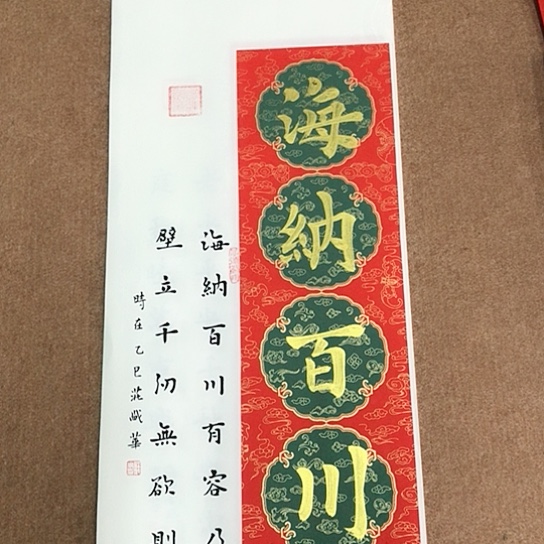 海納百川
海納百川有容乃
壁立千仞無欲則
時在乙巳莊